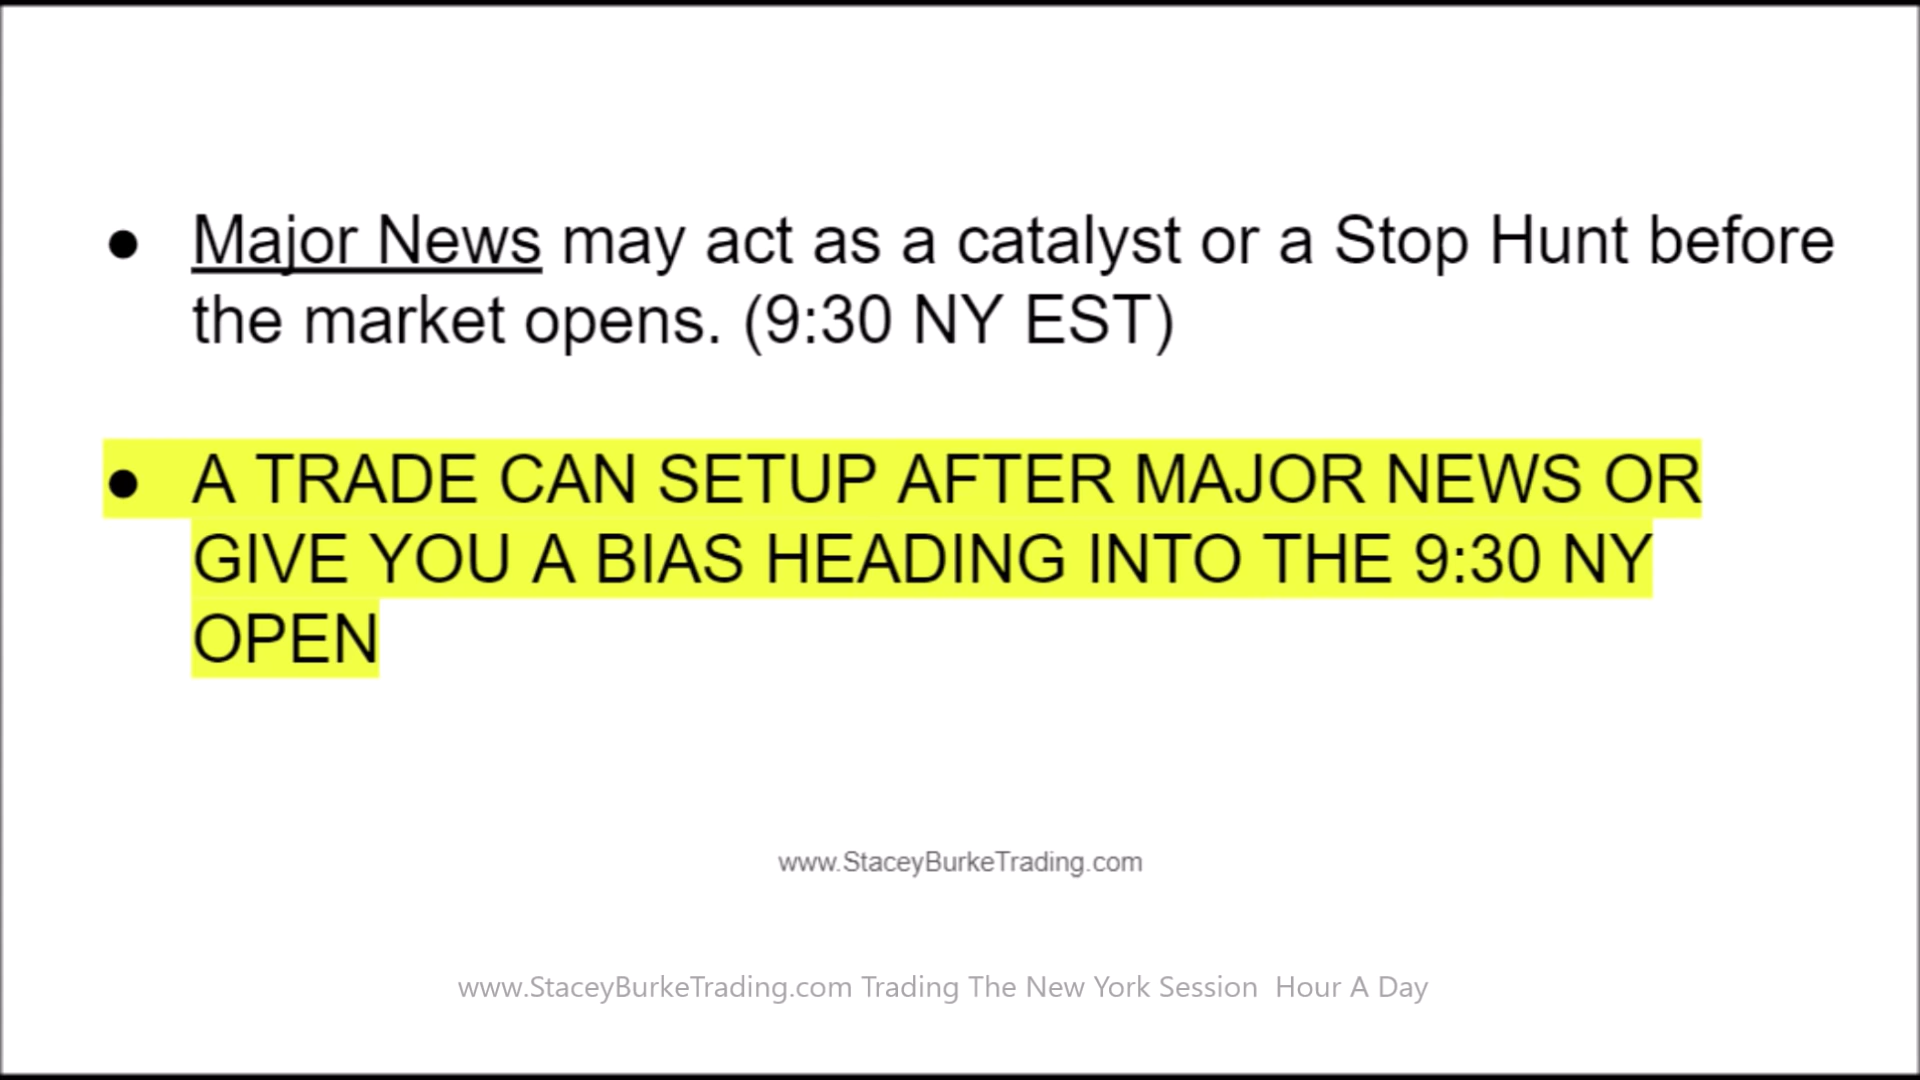 ● Major News may act as a catalyst or a Stop Hunt before
the market opens. (9:30 NY EST)
● A TRADE CAN SETUP AFTER MAJOR NEWS OR
GIVE YOU A BIAS HEADING INTO THE 9:30 NY
OPEN
www.StaceyBurkeTrading.com
www.StaceyBurkeTrading.com Trading The New York Session  Hour A Day